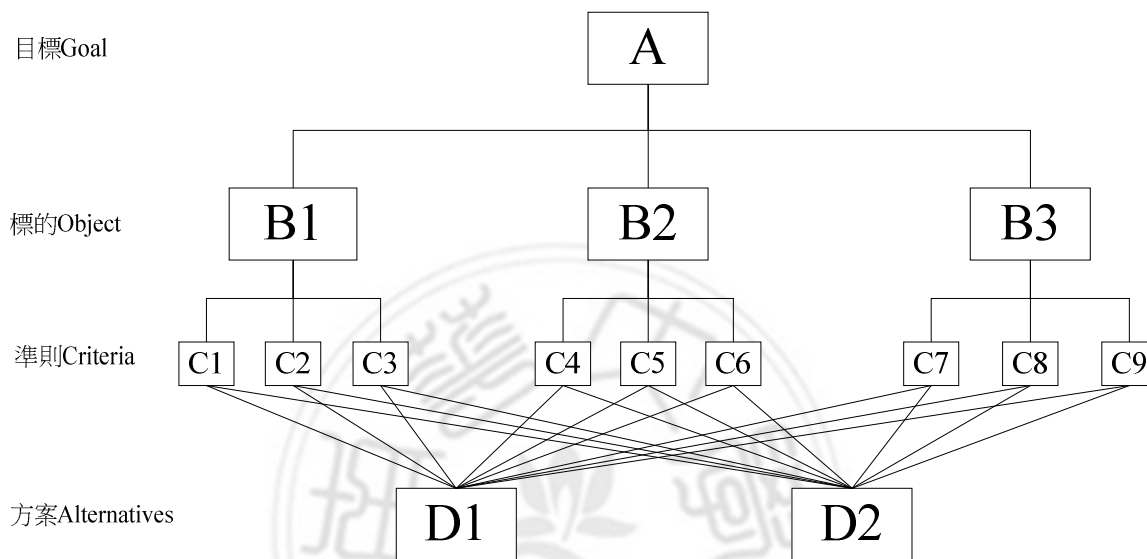 目標Goal
A
標的Object
B1 B2 B3
準則Criteria
C1 C2 C3 C4 C5 C6 C7 C8 C9
方案Alternatives
D1 D2